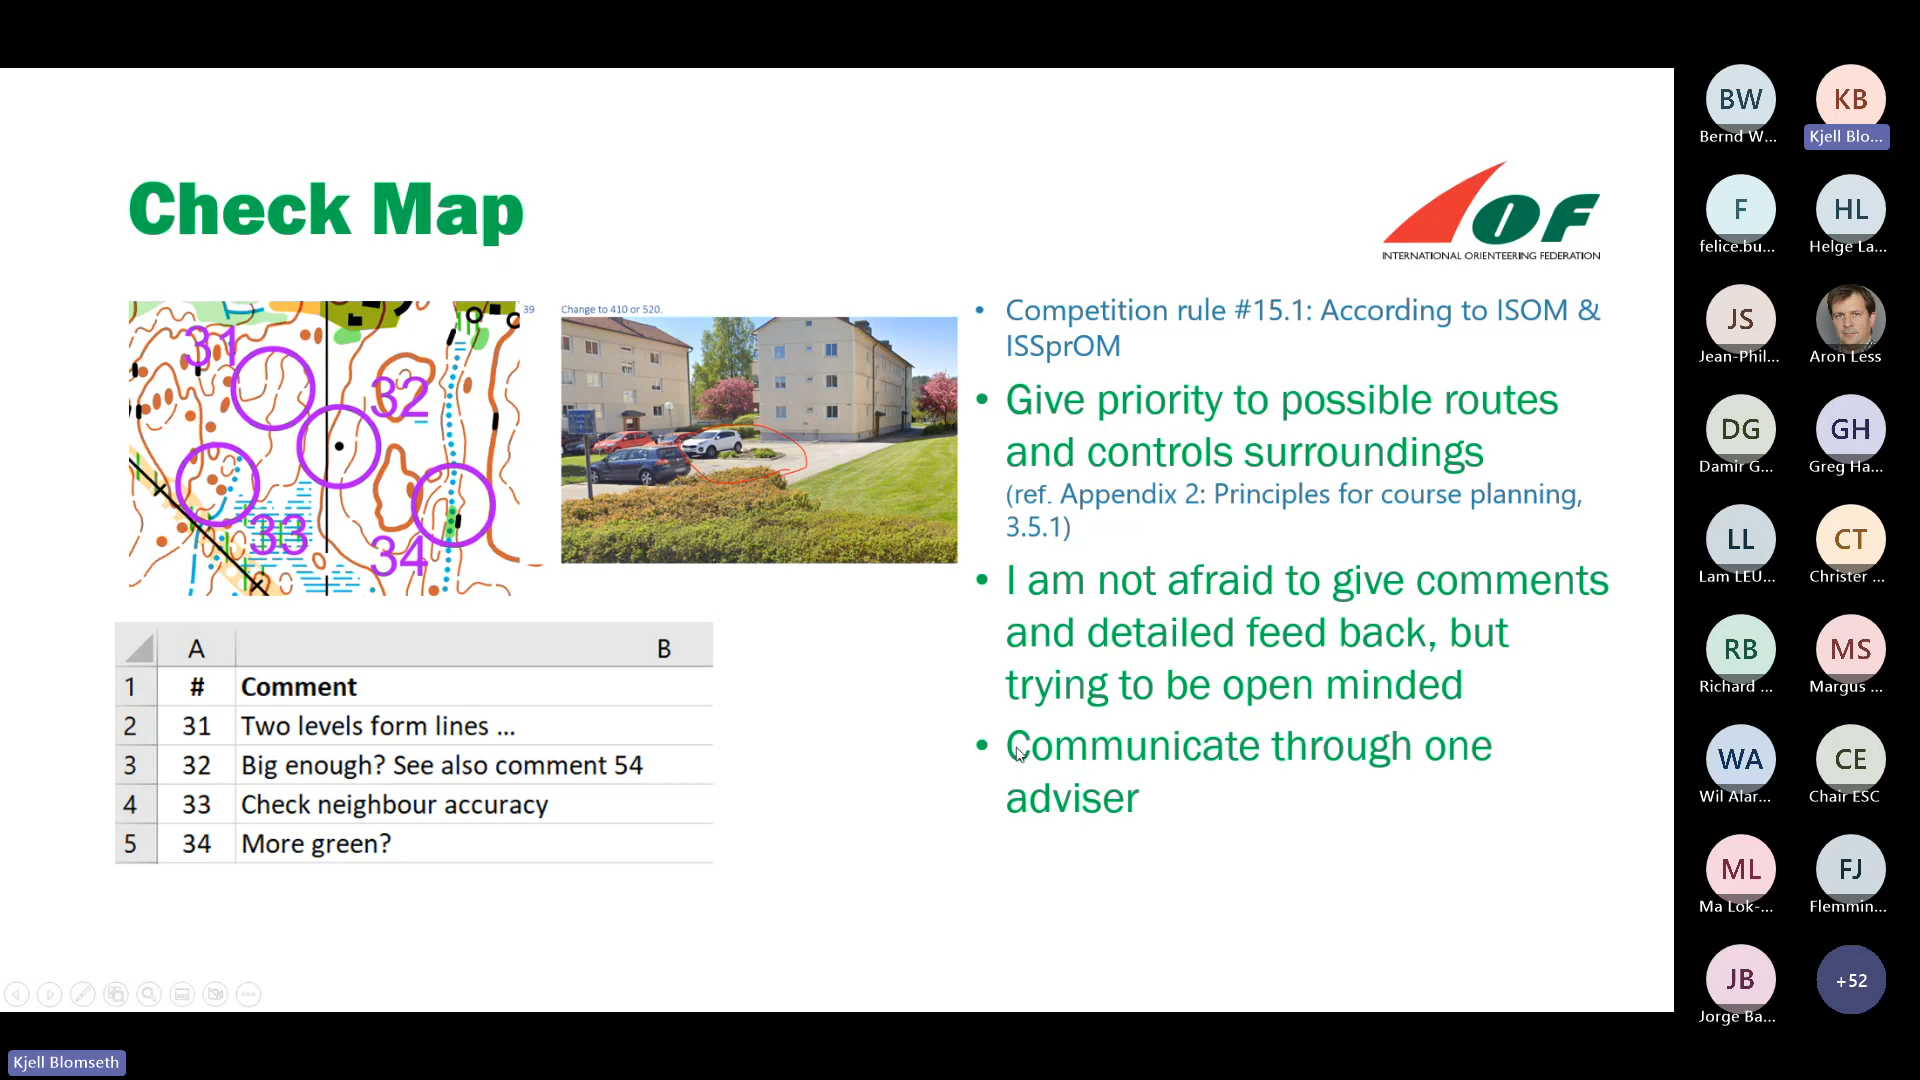 Check Map
IOF
INTERNATIONAL ORIENTEERING FEDERATION
31
32
33
34
39
Change to 410 or 520.
• Competition rule #15.1: According to ISOM &
ISSprOM
• Give priority to possible routes
and controls surroundings
(ref. Appendix 2: Principles for course planning,
3.5.1)
• I am not afraid to give comments
and detailed feed back, but
trying to be open minded
• Communicate through one
adviser
A B
1 # Comment
2 31 Two levels form lines ...
3 32 Big enough? See also comment 54
4 33 Check neighbour accuracy
5 34 More green?
BW KB
Bernd W... Kjell Blo...
F HL
felice.bu... Helge La...
JS
Jean-Phil... Aron Less
DG GH
Damir G... Greg Ha...
LL CT
Lam LEU... Christer ...
RB MS
Richard ... Margus ...
WA CE
Wil Alar... Chair ESC
ML FJ
Ma Lok-... Flemmin...
JB +52
Jorge Ba...
Kjell Blomseth